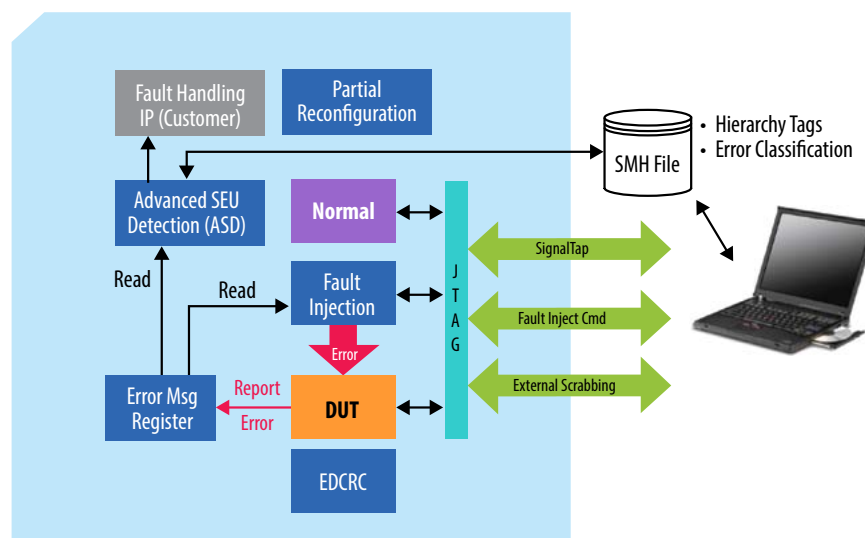 Fault Handling
IP (Customer)
Partial
Reconfiguration
SMH File
• Hierarchy Tags
• Error Classification
Advanced SEU
Detection (ASD)
Normal
SignalTap
Read
Read
Fault
Injection
J
T
A
G
Fault Inject Cmd
Error
External Scrabbing
Error Msg
Register
Report
Error
DUT
EDCRC